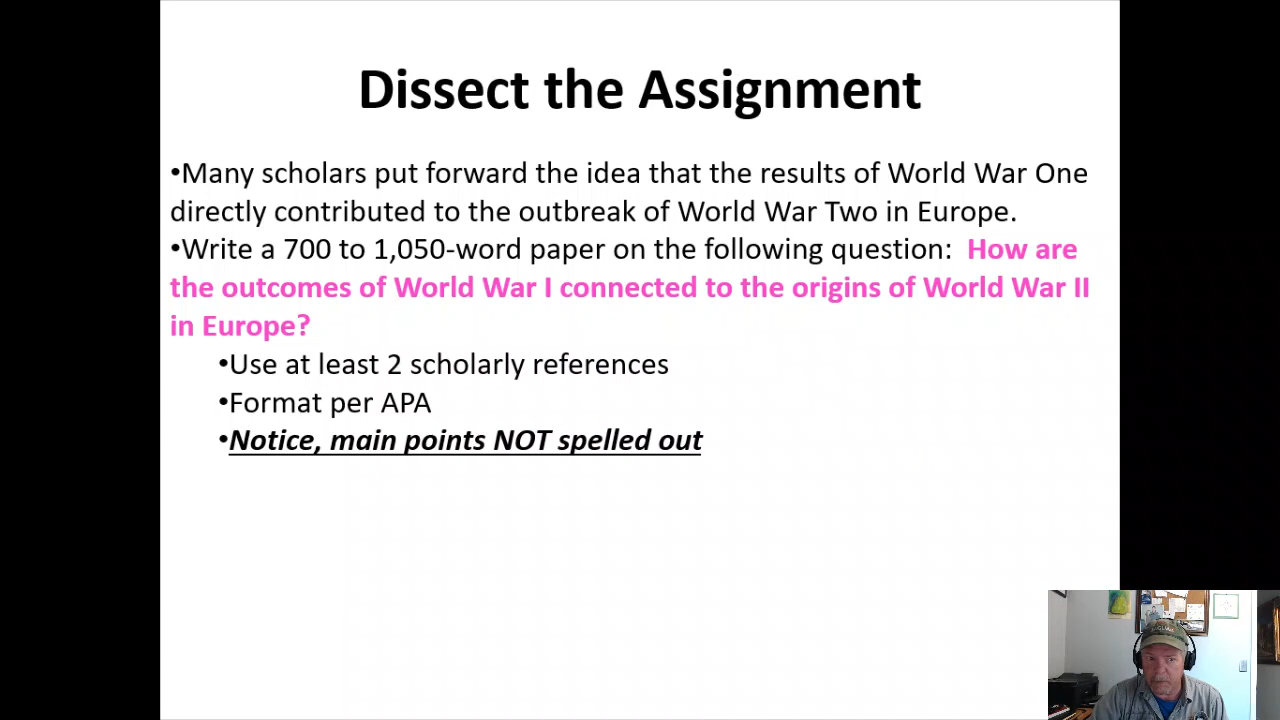 Dissect the Assignment
•Many scholars put forward the idea that the results of World War One
directly contributed to the outbreak of World War Two in Europe.
•Write a 700 to 1,050-word paper on the following question:  How are
the outcomes of World War I connected to the origins of World War II
in Europe?
•Use at least 2 scholarly references
•Format per APA
•Notice, main points NOT spelled out